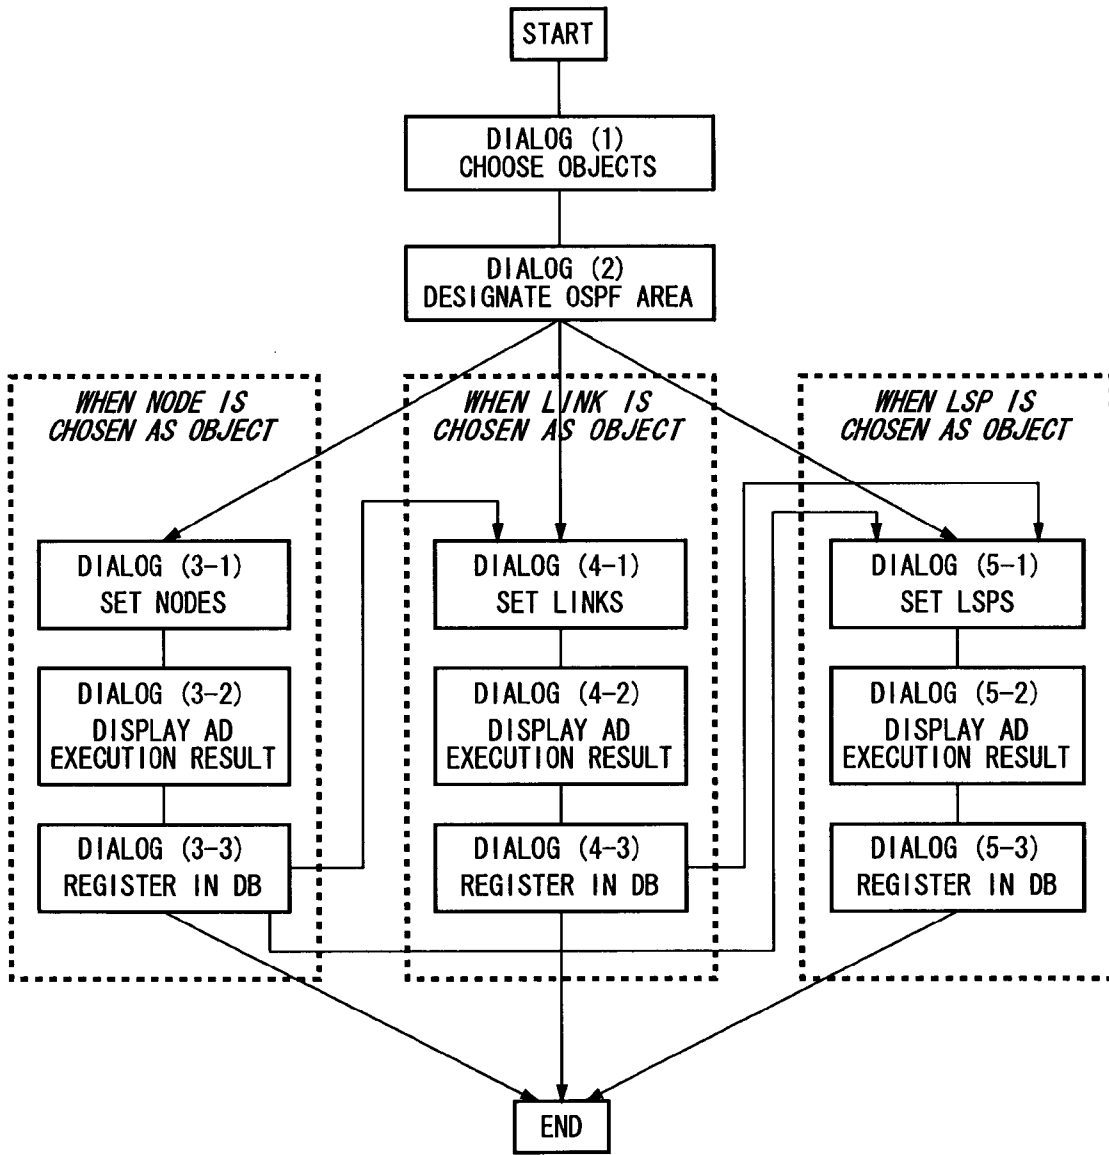 START
DIALOG (1)
CHOOSE OBJECTS
DIALOG (2)
DESIGNATE OSPF AREA
WHEN NODE IS
CHOSEN AS OBJECT
DIALOG (3-1)
SET NODES
DIALOG (3-2)
DISPLAY AD
EXECUTION RESULT
DIALOG (3-3)
REGISTER IN DB
WHEN LINK IS
CHOSEN AS OBJECT
DIALOG (4-1)
SET LINKS
DIALOG (4-2)
DISPLAY AD
EXECUTION RESULT
DIALOG (4-3)
REGISTER IN DB
WHEN LSP IS
CHOSEN AS OBJECT
DIALOG (5-1)
SET LSPS
DIALOG (5-2)
DISPLAY AD
EXECUTION RESULT
DIALOG (5-3)
REGISTER IN DB
END